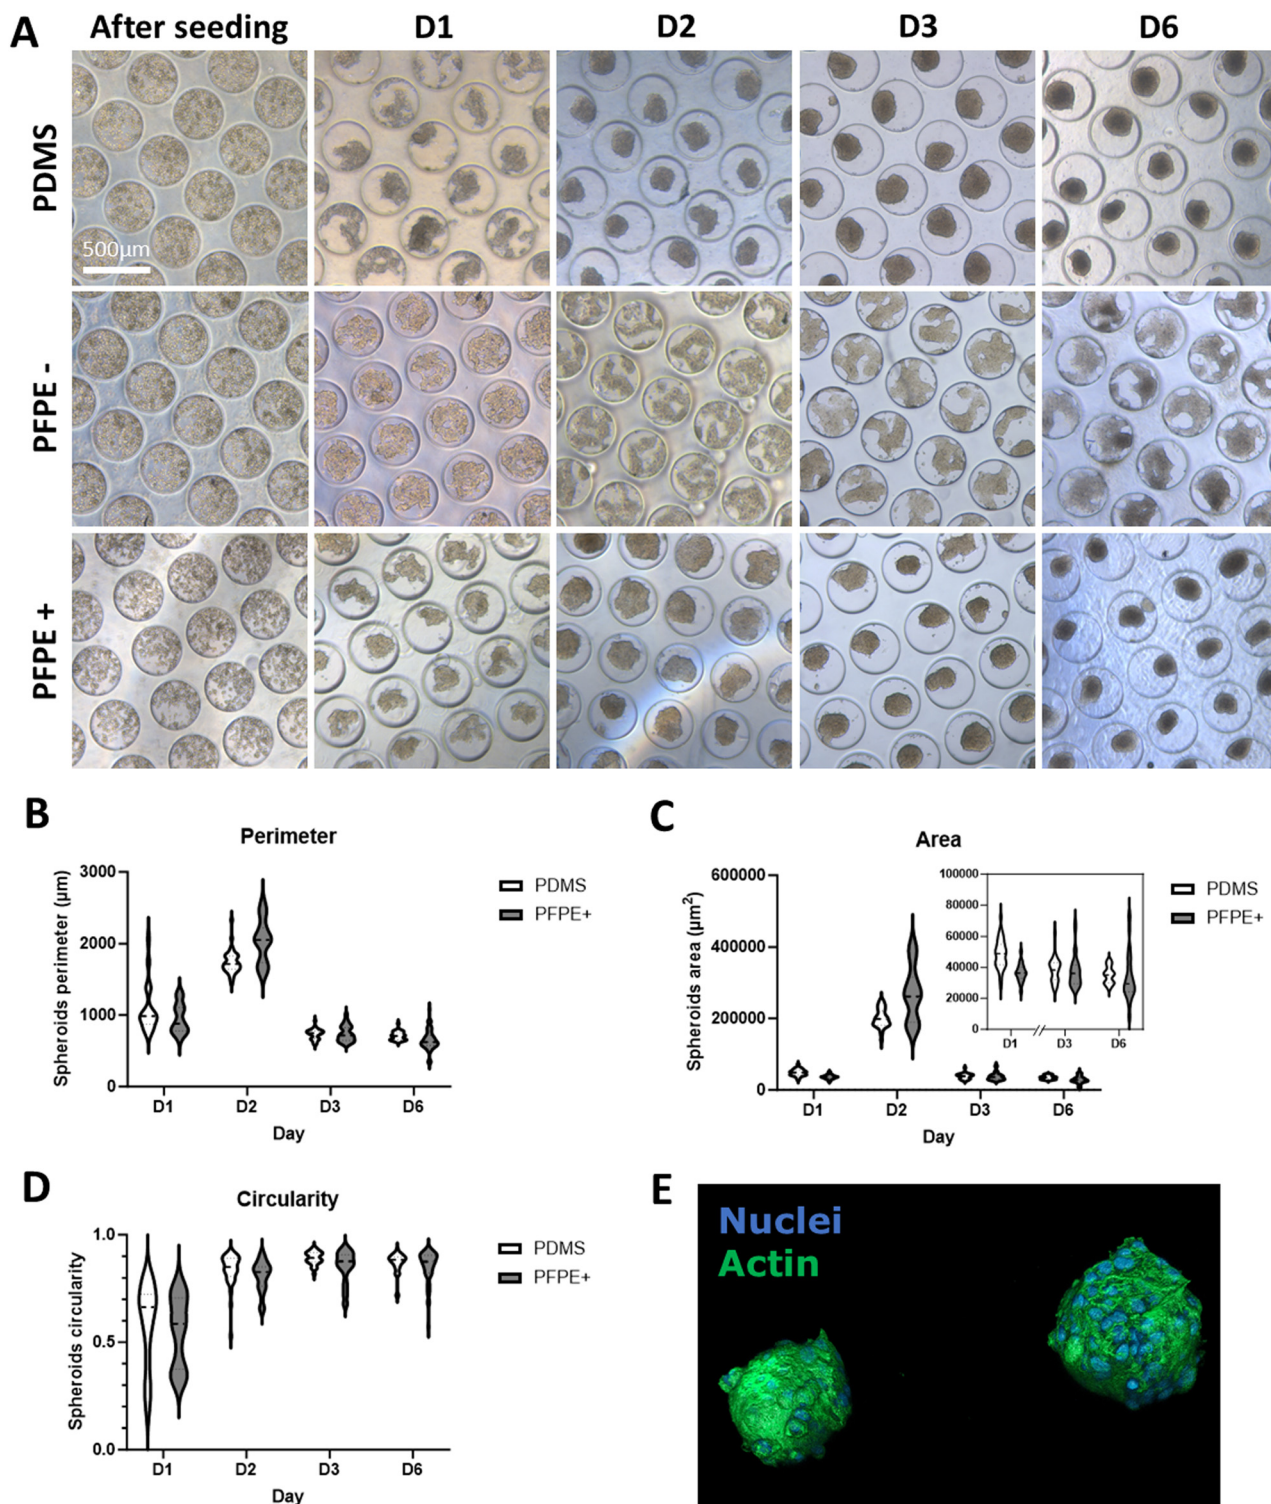 A
After seeding D1 D2 D3 D6
PDMS
500µm
PFPE -
PFPE +
B
Perimeter
Spheroids perimeter (µm)
3000
2000
1000
0
D1 D2 D3 D6
Day
PDMS
PFPE+
C
Area
Spheroids area (µm²)
600000
400000
200000
0
D1 D2 D3 D6
Day
100000
80000
60000
40000
20000
0
D1 D3 D6
PDMS
PFPE+
D
Circularity
Spheroids circularity
1.0
0.5
0.0
D1 D2 D3 D6
Day
PDMS
PFPE+
E
Nuclei
Actin